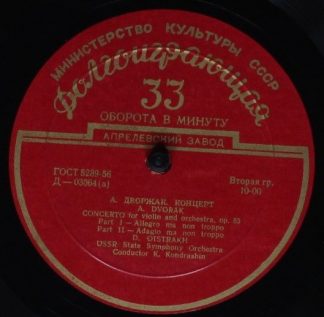 МИНИСТЕРСТВО КУЛЬТУРЫ СССР
Долгоиграющая
33
ОБОРОТА В МИНУТУ
АПРЕЛЕВСКИЙ ЗАВОД
ГОСТ 5289-56
Д—03064(а)
Вторая гр.
10-00
А. ДВОРЖАК. КОНЦЕРТ
A. DVORAK
CONCERTO for violin and orchestra, op. 53
Part I—Allegro ma non troppo
Part II—Adagio ma non troppo
D. OISTRAKH
USSR State Symphony Orchestra
Conductor K. Kondrashin